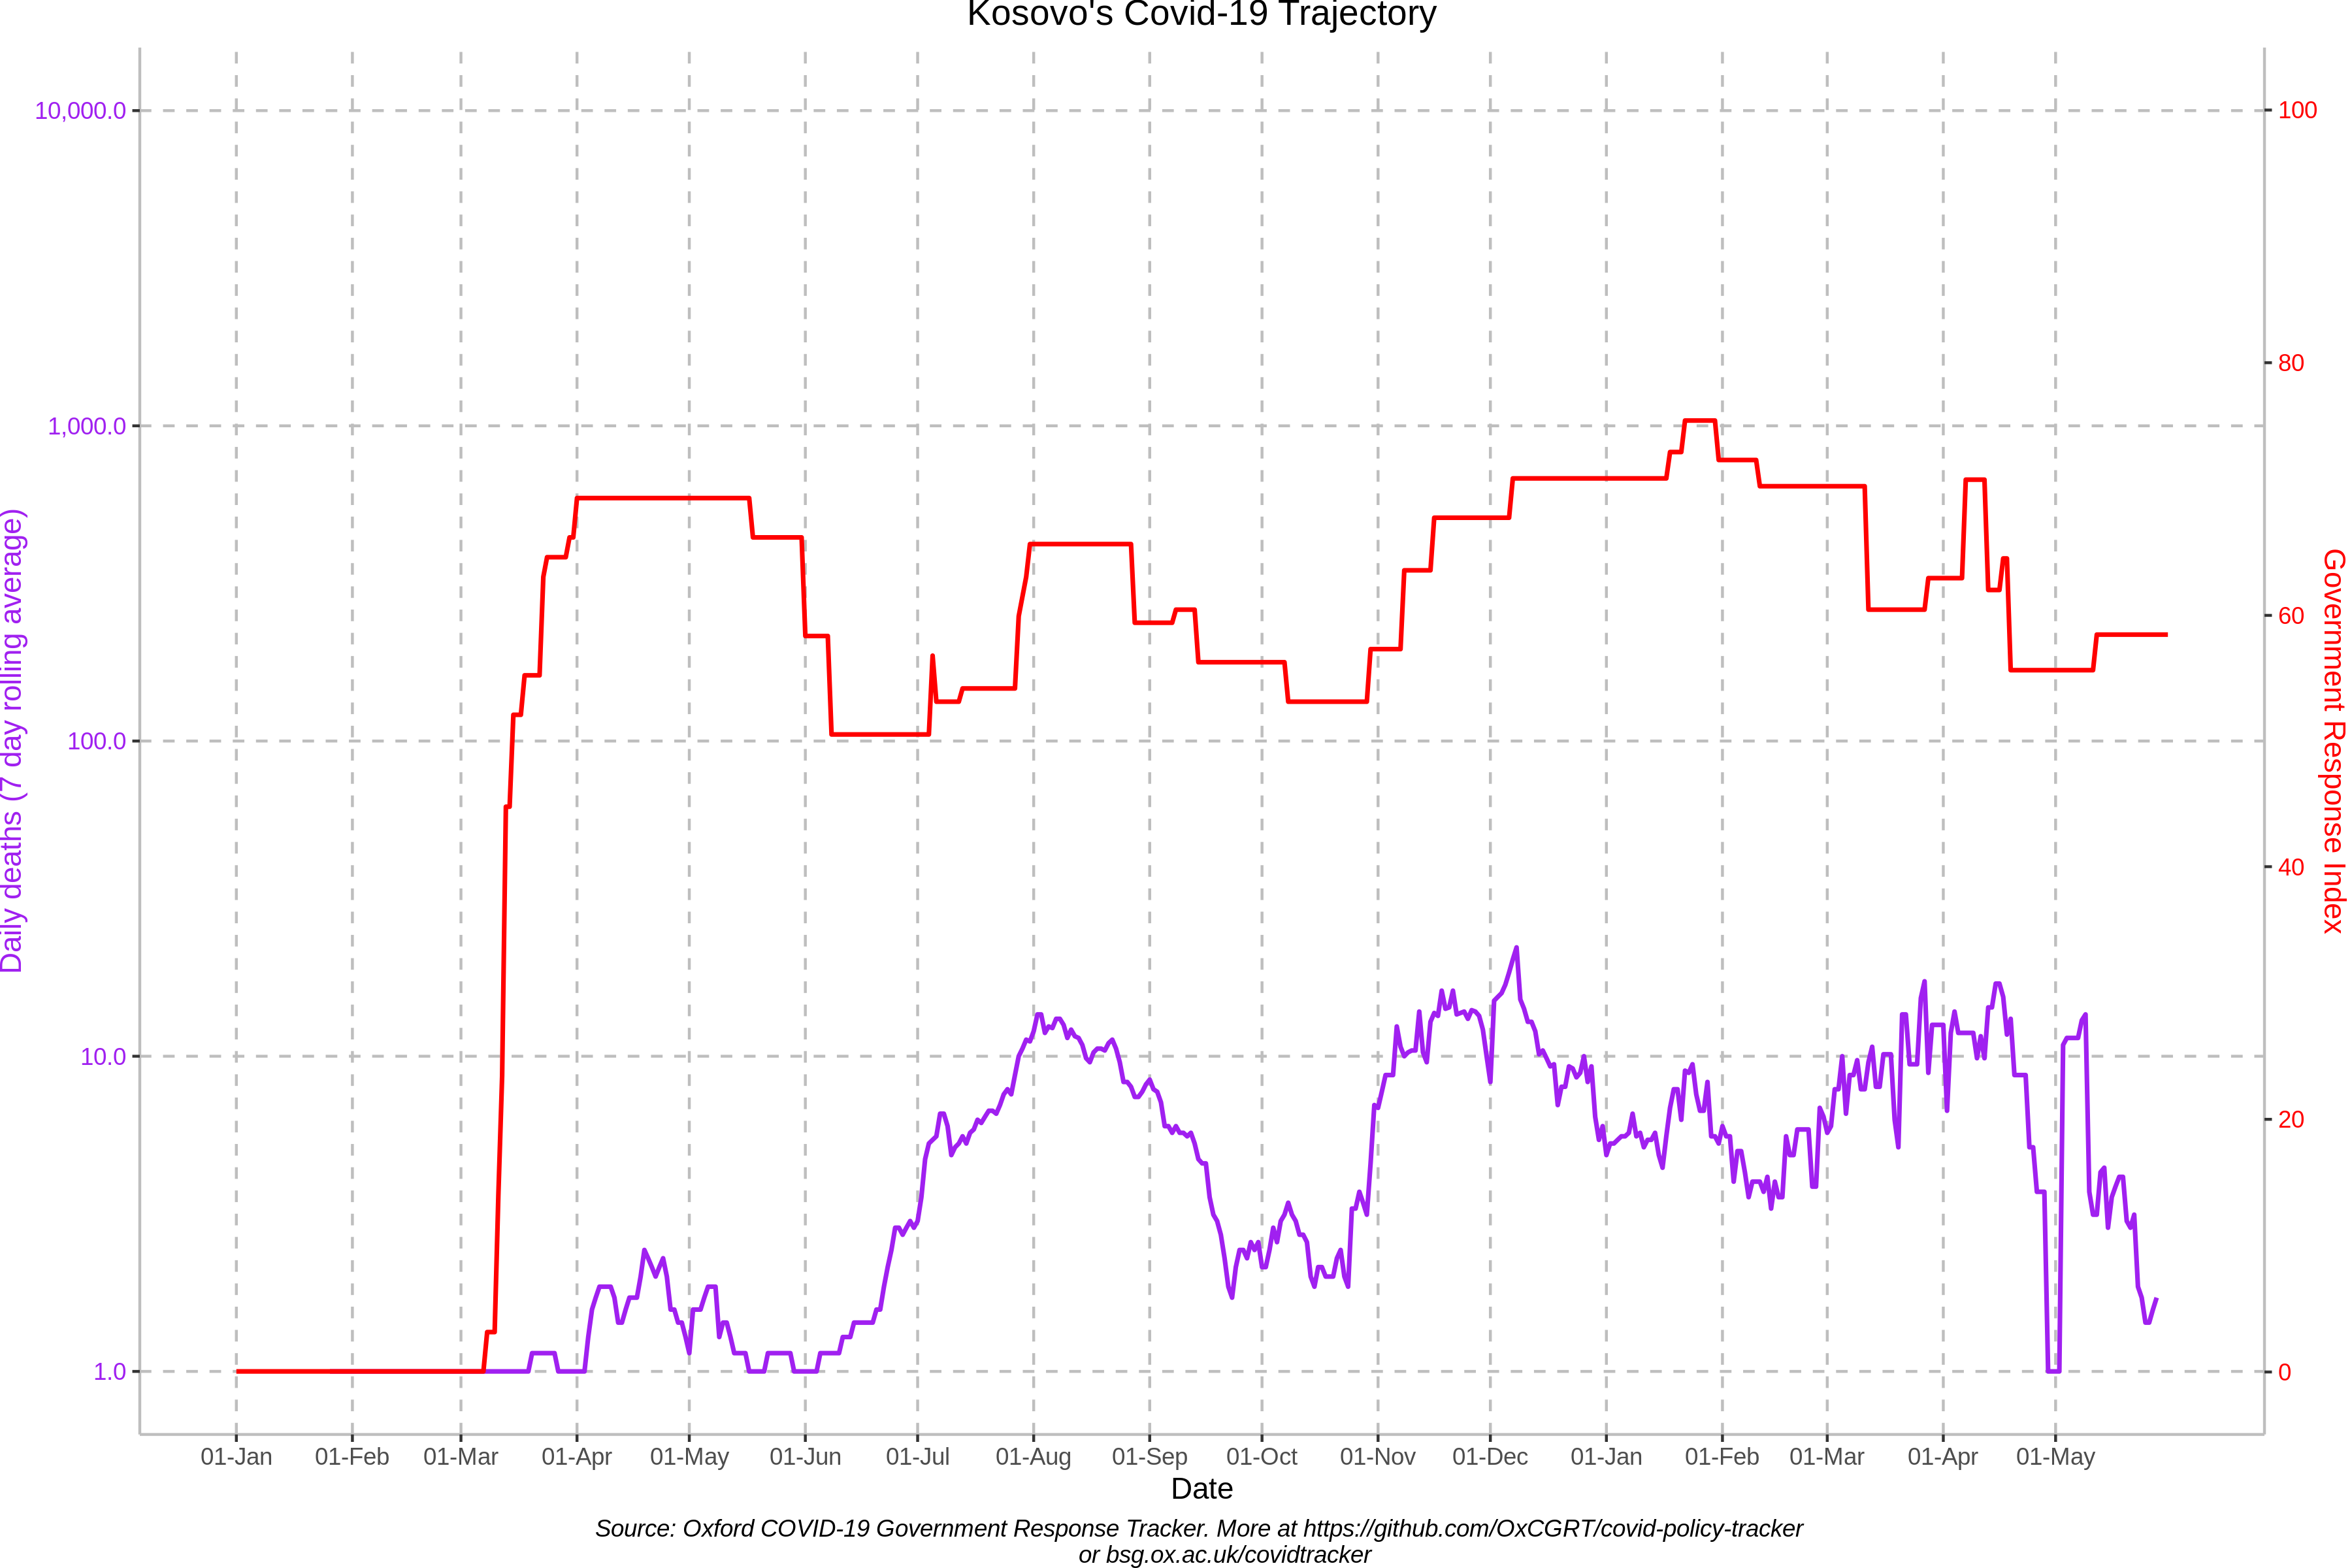 Kosovo's Covid-19 Trajectory
10,000.0
1,000.0
100.0
10.0
1.0
Daily deaths (7 day rolling average)
100
80
60
40
20
0
Government Response Index
01-Jan 01-Feb 01-Mar 01-Apr 01-May 01-Jun 01-Jul 01-Aug 01-Sep 01-Oct 01-Nov 01-Dec 01-Jan 01-Feb 01-Mar 01-Apr 01-May
Date
Source: Oxford COVID-19 Government Response Tracker. More at https://github.com/OxCGRT/covid-policy-tracker
or bsg.ox.ac.uk/covidtracker